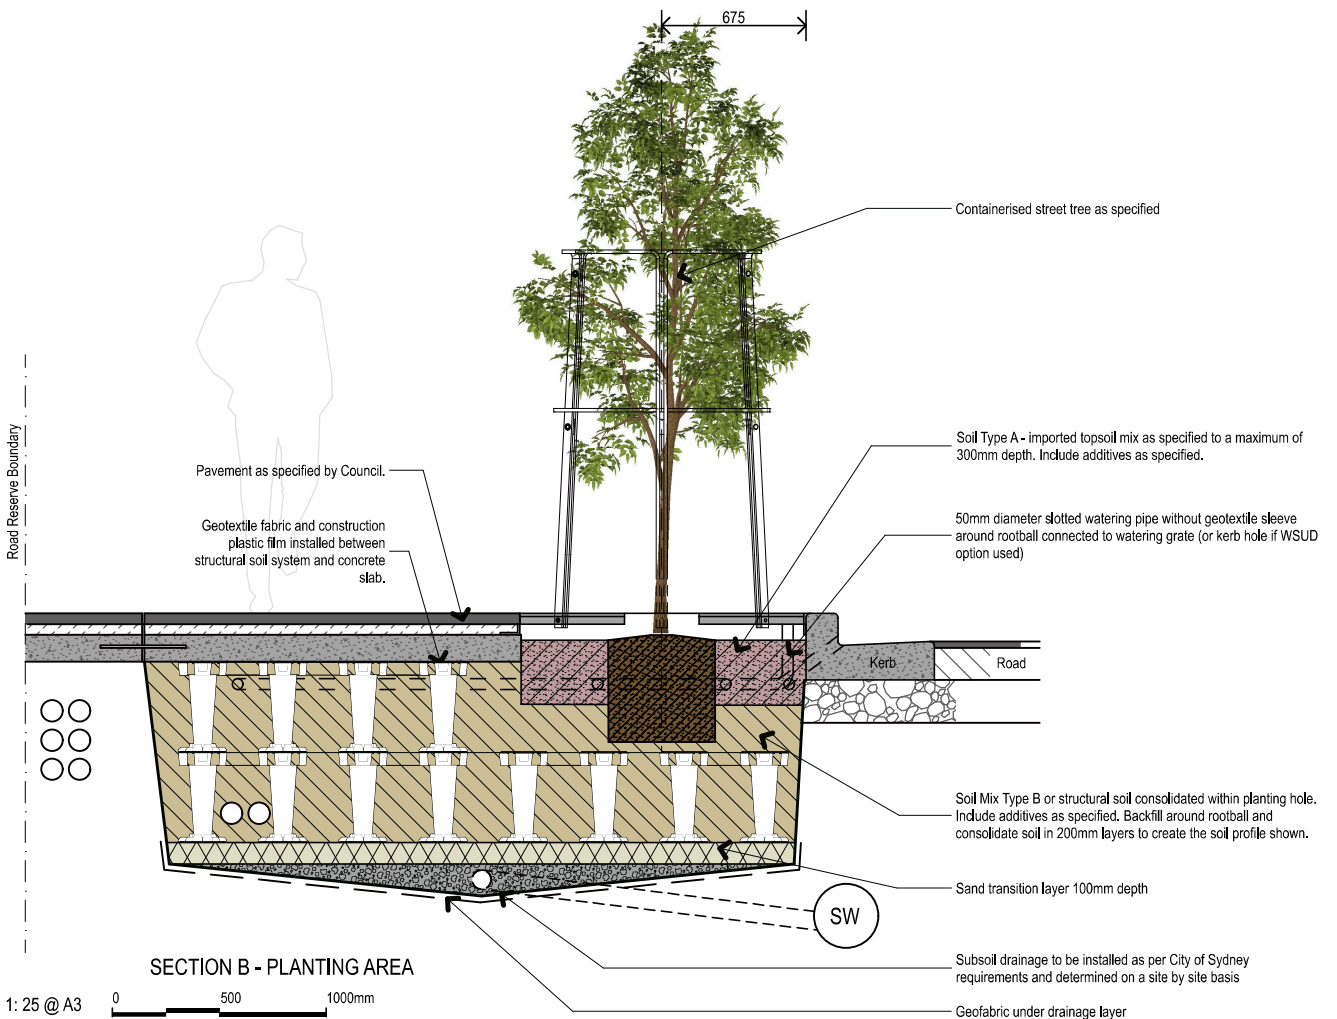 675
Containerised street tree as specified
Road Reserve Boundary
Soil Type A - imported topsoil mix as specified to a maximum of
300mm depth. Include additives as specified.
Pavement as specified by Council.
Geotextile fabric and construction
plastic film installed between
structural soil system and concrete
slab.
50mm diameter slotted watering pipe without geotextile sleeve
around rootball connected to watering grate (or kerb hole if WSUD
option used)
Kerb
Road
Soil Mix Type B or structural soil consolidated within planting hole.
Include additives as specified. Backfill around rootball and
consolidate soil in 200mm layers to create the soil profile shown.
Sand transition layer 100mm depth
SW
Subsoil drainage to be installed as per City of Sydney
requirements and determined on a site by site basis
Geofabric under drainage layer
SECTION B - PLANTING AREA
1: 25 @ A3
0 500 1000mm